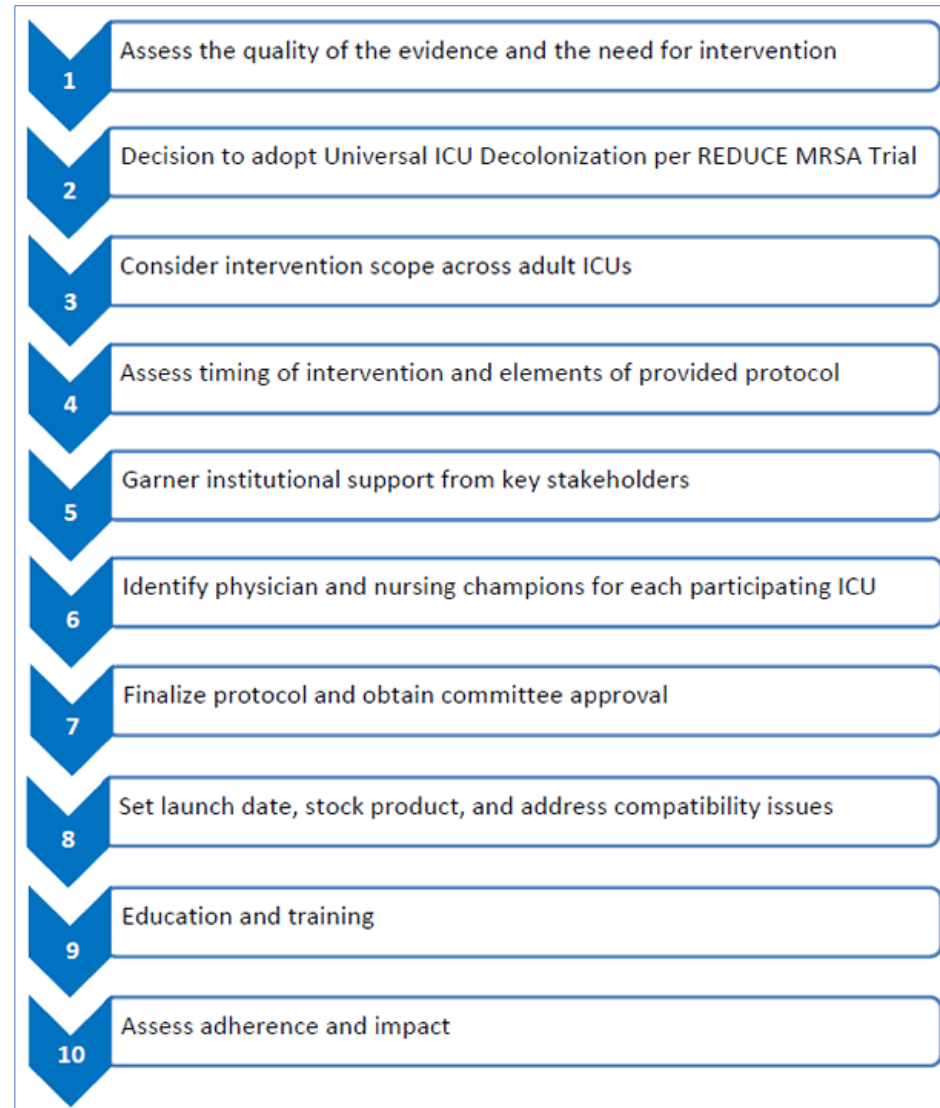 1
Assess the quality of the evidence and the need for intervention
2
Decision to adopt Universal ICU Decolonization per REDUCE MRSA Trial
3
Consider intervention scope across adult ICUs
4
Assess timing of intervention and elements of provided protocol
5
Garner institutional support from key stakeholders
6
Identify physician and nursing champions for each participating ICU
7
Finalize protocol and obtain committee approval
8
Set launch date, stock product, and address compatibility issues
9
Education and training
10
Assess adherence and impact